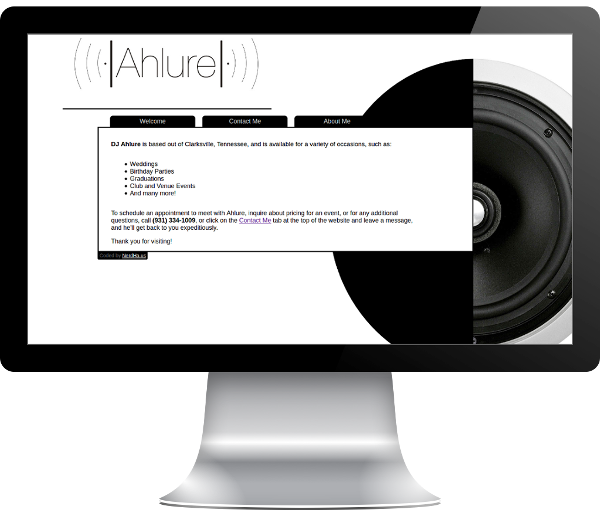 Ahlure
Welcome
Contact Me
About Me
DJ Ahlure is based out of Clarksville, Tennessee, and is available for a variety of occasions, such as:
Weddings
Birthday Parties
Graduations
Club and Venue Events
And many more!
To schedule an appointment to meet with Ahlure, inquire about pricing for an event, or for any additional
questions, call (931) 334-1009, or click on the Contact Me tab at the top of the website and leave a message,
and he'll get back to you expeditiously.
Thank you for visiting!
Coded by